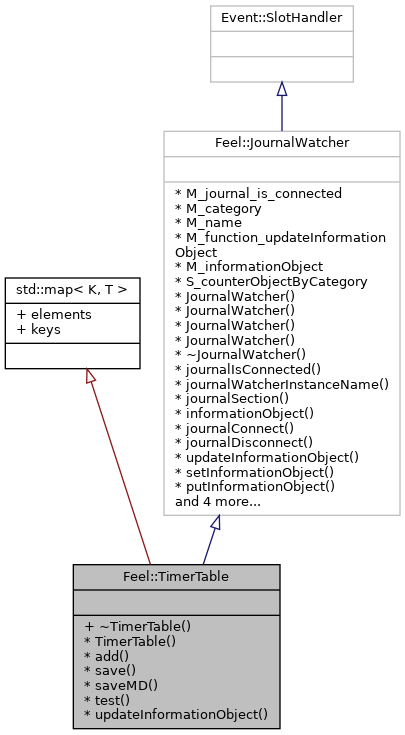 Event::SlotHandler
Feel::JournalWatcher
* M_journal_is_connected
* M_category
* M_name
* M_function_updateInformation
Object
* M_informationObject
* S_counterObjectByCategory
* JournalWatcher()
* JournalWatcher()
* JournalWatcher()
* JournalWatcher()
* ~JournalWatcher()
* journalIsConnected()
* journalWatcherInstanceName()
* journalSection()
* informationObject()
* journalConnect()
* journalDisconnect()
* updateInformationObject()
* setInformationObject()
* putInformationObject()
and 4 more...
std::map< K, T >
+ elements
+ keys
Feel::TimerTable
+ ~TimerTable()
* TimerTable()
* add()
* save()
* saveMD()
* test()
* updateInformationObject()